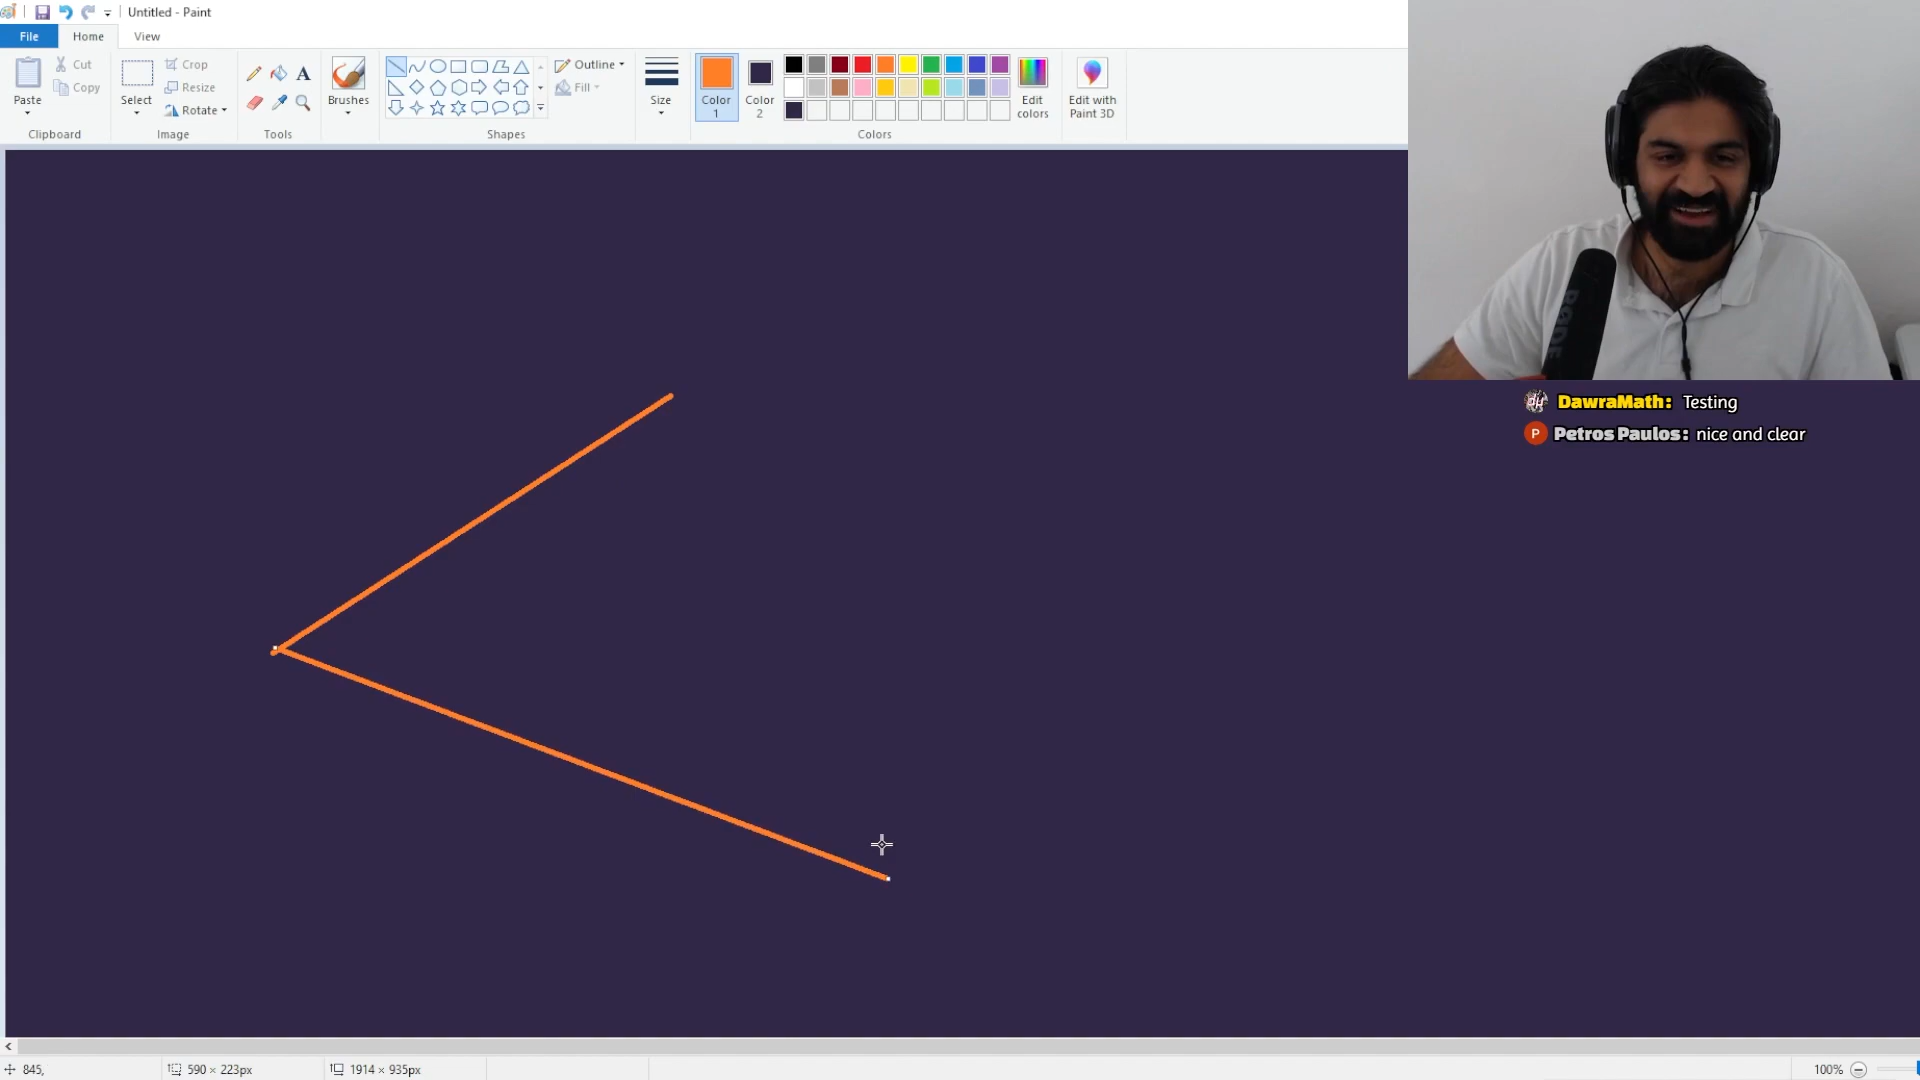 Untitled - Paint
File
Home
View
Paste
Cut
Copy
Clipboard
Select
Crop
Resize
Rotate
Image
A
Tools
Brushes
Outline
Fill
Shapes
Size
Color
1
Color
2
Edit
colors
Colors
Edit with
Paint 3D
RODE
DawraMath: Testing
P Petros Paulos: nice and clear
845,
590 × 223px
1914 × 935px
100%